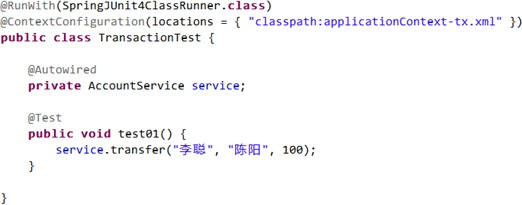 @RunWith(SpringJUnit4ClassRunner.class)
@ContextConfiguration(locations = { "classpath:applicationContext-tx.xml" })
public class TransactionTest {
@Autowired
private AccountService service;
@Test
public void test01() {
service.transfer("李聪", "陈阳", 100);
}
}